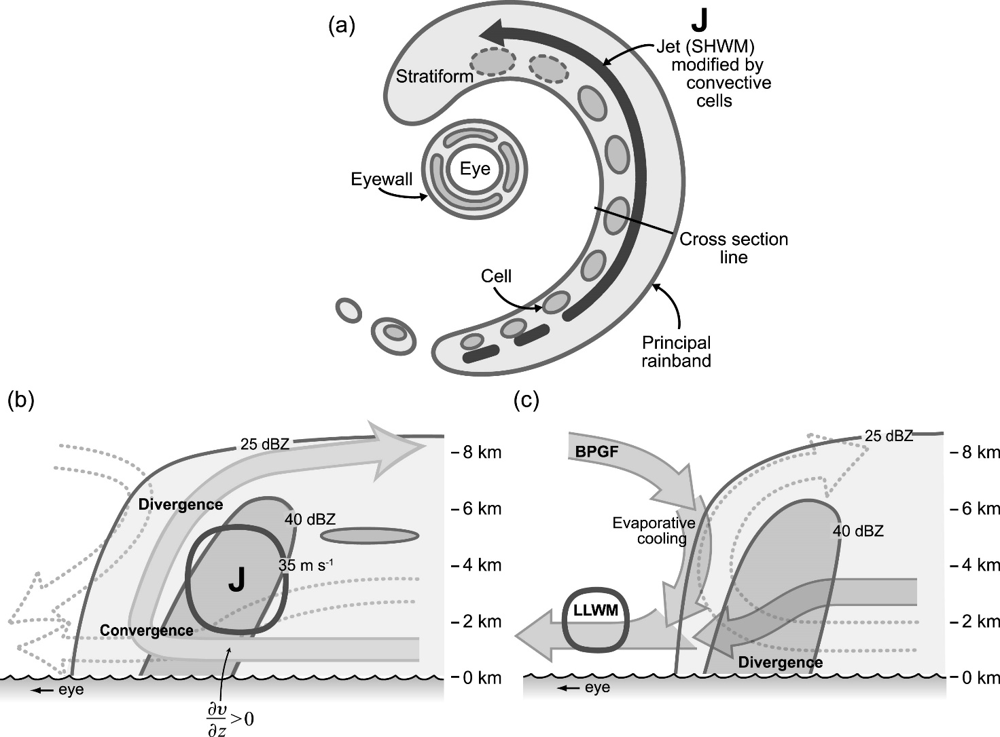 (a)
J
Jet (SHWM)
modified by
convective
cells
Stratiform
Eye
Eyewall
Cross section
line
Cell
Principal
rainband
(b)
25 dBZ
8 km
Divergence
6 km
40 dBZ
35 m s⁻¹
4 km
J
Convergence
2 km
0 km
← eye
∂v/∂z >0
(c)
BPGF
25 dBZ
8 km
6 km
Evaporative
cooling
40 dBZ
4 km
LLWM
2 km
Divergence
0 km
← eye